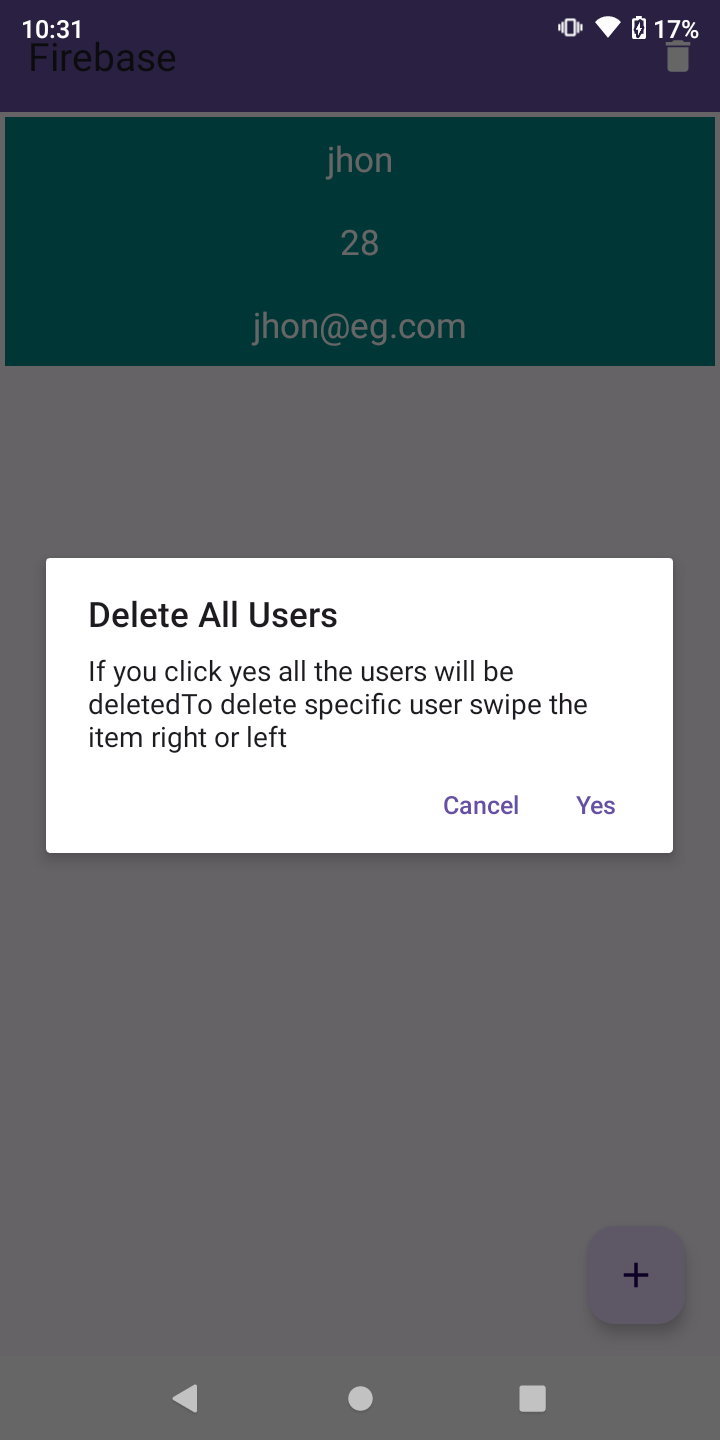 10:31
17%
Firebase
jhon
28
jhon@eg.com
Delete All Users
If you click yes all the users will be
deletedTo delete specific user swipe the
item right or left
Cancel Yes